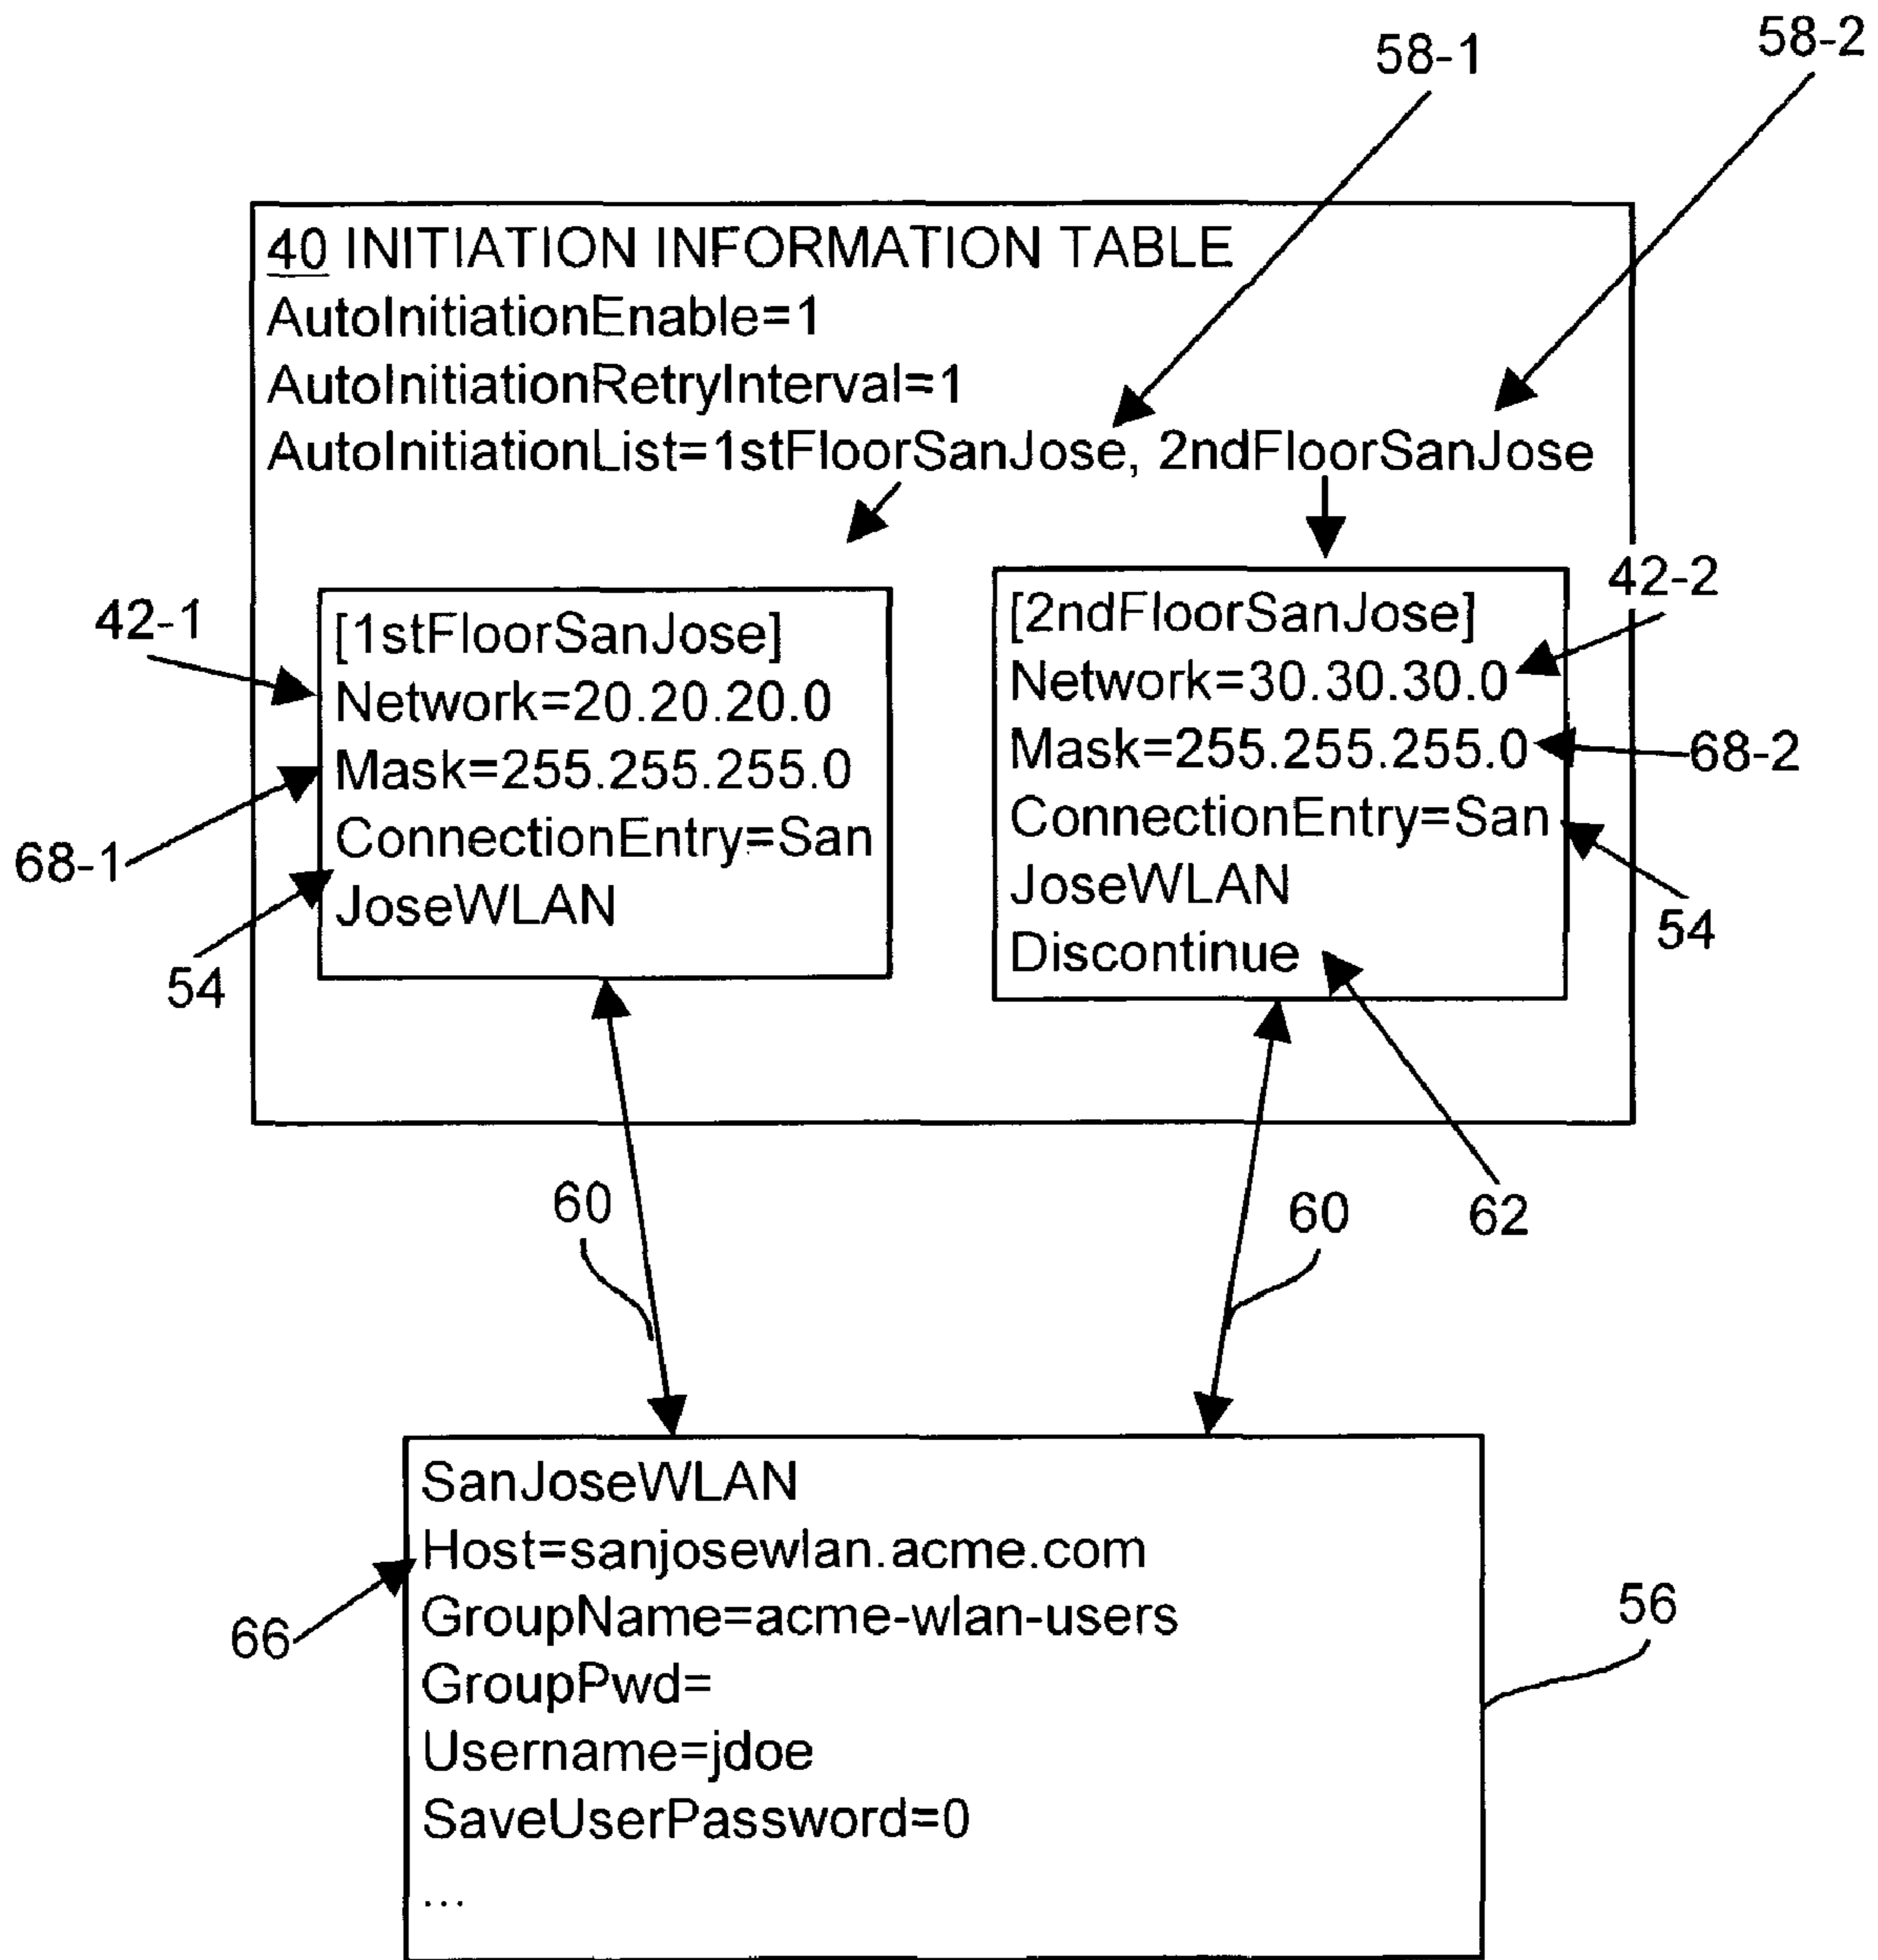 58-1
58-2
40 INITIATION INFORMATION TABLE
AutoInitiationEnable=1
AutoInitiationRetryInterval=1
AutoInitiationList=1stFloorSanJose, 2ndFloorSanJose
42-1
[1stFloorSanJose]
Network=20.20.20.0
Mask=255.255.255.0
ConnectionEntry=San
JoseWLAN
68-1
54
[2ndFloorSanJose]
Network=30.30.30.0
Mask=255.255.255.0
ConnectionEntry=San
JoseWLAN
Discontinue
42-2
68-2
54
60
60
62
SanJoseWLAN
Host=sanjosewlan.acme.com
GroupName=acme-wlan-users
GroupPwd=
Username=jdoe
SaveUserPassword=0
...
66
56